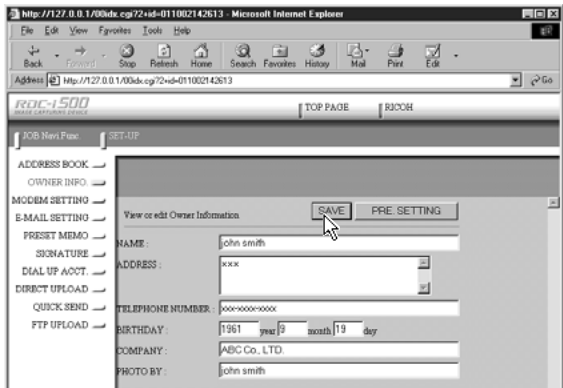 http://127.0.0.1/00idx.cgi?2+id=011002142613 - Microsoft Internet Explorer
File Edit View Favorites Tools Help
Back Forward Stop Refresh Home Search Favorites History Mail Print Edit
Address http://127.0.0.1/00idx.cgi?2+id=011002142613 Go
RDC-i500
IMAGE CAPTURING DEVICE
TOP PAGE RICOH
JOB Navi Func. SET-UP
ADDRESS BOOK
OWNER INFO.
MODEM SETTING
E-MAIL SETTING
PRESET MEMO
SIGNATURE
DIAL UP ACCT.
DIRECT UPLOAD
QUICK SEND
FTP UPLOAD
View or edit Owner Information SAVE PRE. SETTING
NAME : john smith
ADDRESS : xxx
TELEPHONE NUMBER : xxx-xxxx-xxxx
BIRTHDAY : 1961 year 9 month 19 day
COMPANY : ABC Co., LTD.
PHOTO BY : john smith